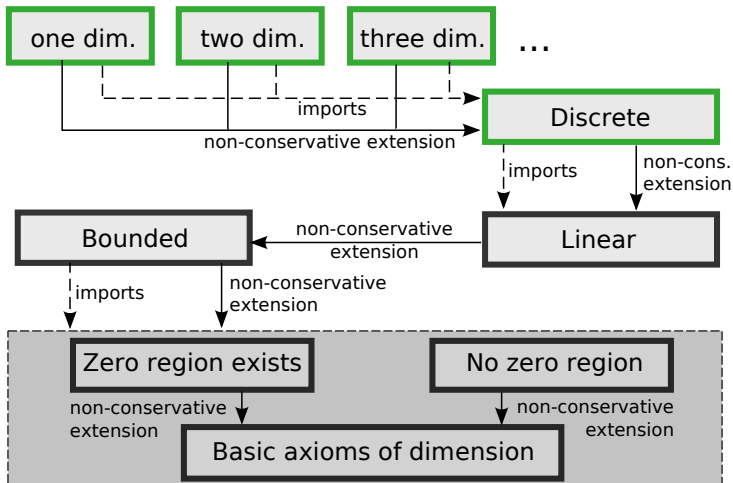 one dim.
two dim.
three dim.
...
imports
non-conservative extension
Discrete
imports
non-cons.
extension
Bounded
non-conservative
extension
Linear
imports
non-conservative
extension
Zero region exists
No zero region
non-conservative
extension
non-conservative
extension
Basic axioms of dimension